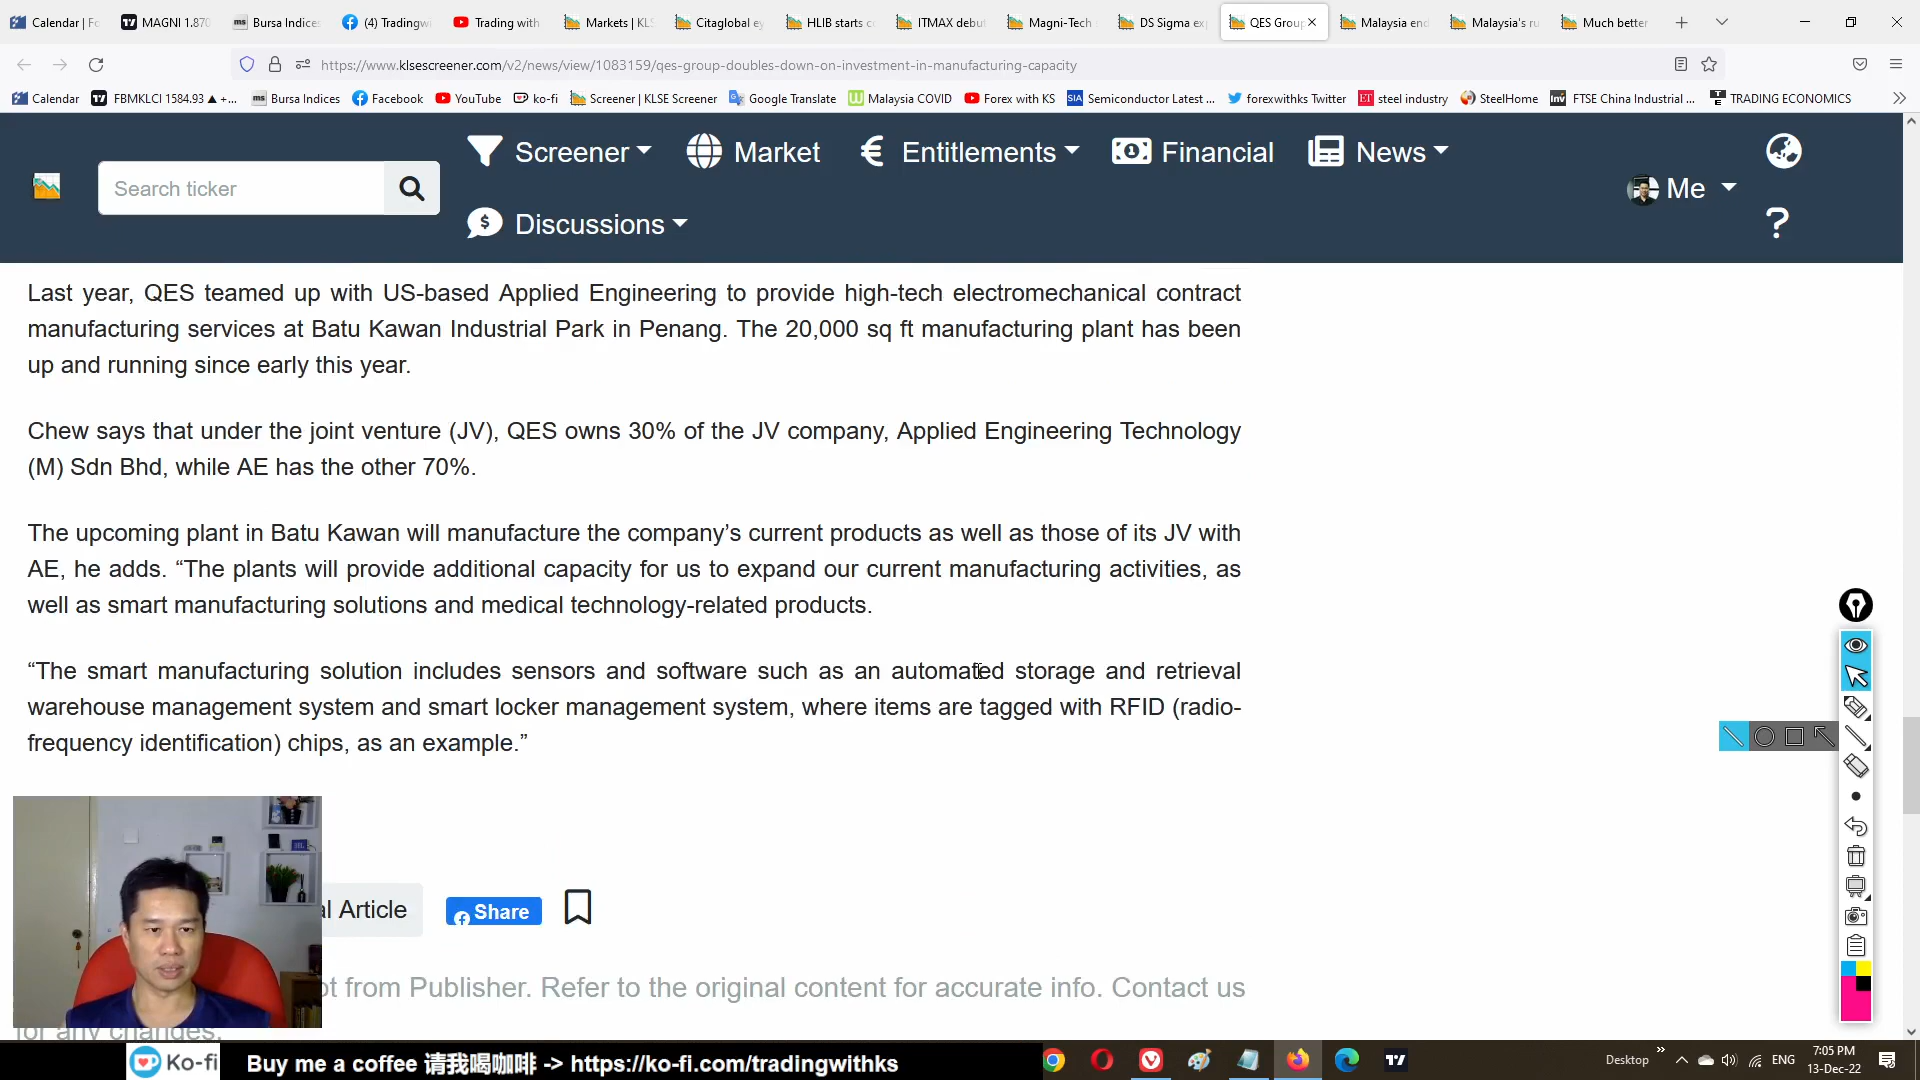 Calendar | Fo
MAGNI 1.870
Bursa Indices
(4) Tradingwi
Trading with
Markets | KLS
Citaglobal ey
HLIB starts c
ITMAX debut
Magni-Tech
DS Sigma exp
QES Group
Malaysia end
Malaysia's ru
Much better
https://www.klsescreener.com/v2/news/view/1083159/qes-group-doubles-down-on-investment-in-manufacturing-capacity
Calendar
FBMKLCI 1584.93 ▲ +...
Bursa Indices
Facebook
YouTube
ko-fi
Screener | KLSE Screener
Google Translate
Malaysia COVID
Forex with KS
Semiconductor Latest ...
forexwithks Twitter
steel industry
SteelHome
FTSE China Industrial ...
TRADING ECONOMICS
Search ticker
Screener
Market
Entitlements
Financial
News
Discussions
Me
?
Last year, QES teamed up with US-based Applied Engineering to provide high-tech electromechanical contract
manufacturing services at Batu Kawan Industrial Park in Penang. The 20,000 sq ft manufacturing plant has been
up and running since early this year.
Chew says that under the joint venture (JV), QES owns 30% of the JV company, Applied Engineering Technology
(M) Sdn Bhd, while AE has the other 70%.
The upcoming plant in Batu Kawan will manufacture the company’s current products as well as those of its JV with
AE, he adds. “The plants will provide additional capacity for us to expand our current manufacturing activities, as
well as smart manufacturing solutions and medical technology-related products.
“The smart manufacturing solution includes sensors and software such as an automated storage and retrieval
warehouse management system and smart locker management system, where items are tagged with RFID (radio-
frequency identification) chips, as an example.”
al Article
Share
ot from Publisher. Refer to the original content for accurate info. Contact us
for any changes.
Ko-fi
Buy me a coffee 请我喝咖啡 -> https://ko-fi.com/tradingwithks
Desktop
ENG
7:05 PM
13-Dec-22